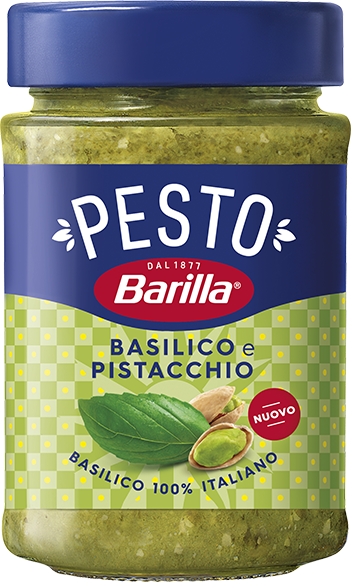 PESTO
DAL 1877
Barilla®
BASILICO e
PISTACCHIO
NUOVO
BASILICO 100% ITALIANO